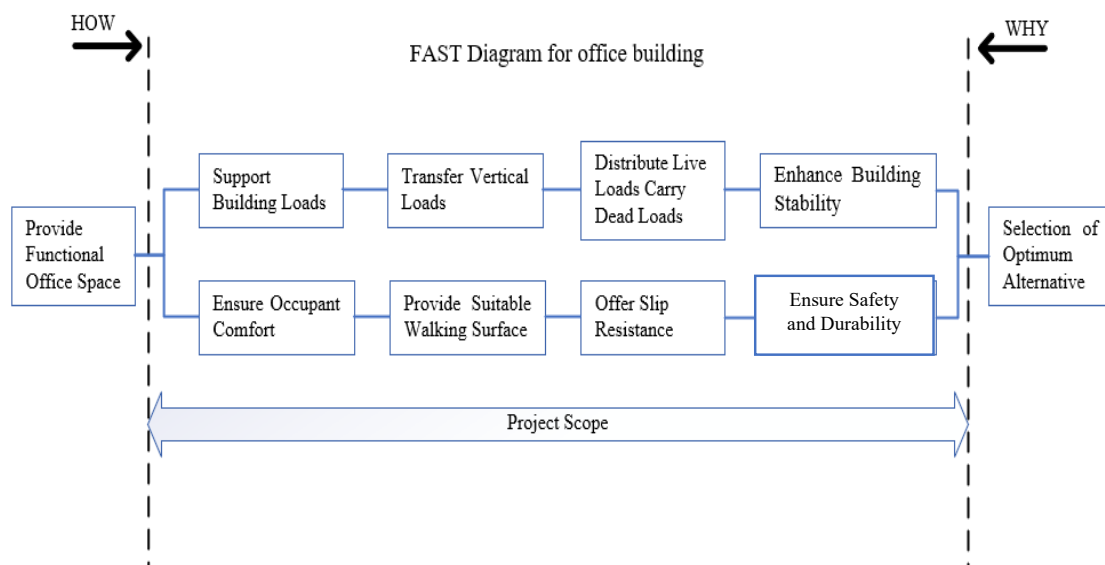 HOW
WHY
FAST Diagram for office building
Support
Building Loads
Transfer Vertical
Loads
Distribute Live
Loads Carry
Dead Loads
Enhance Building
Stability
Provide
Functional
Office Space
Selection of
Optimum
Alternative
Ensure Occupant
Comfort
Provide Suitable
Walking Surface
Offer Slip
Resistance
Ensure Safety
and Durability
Project Scope